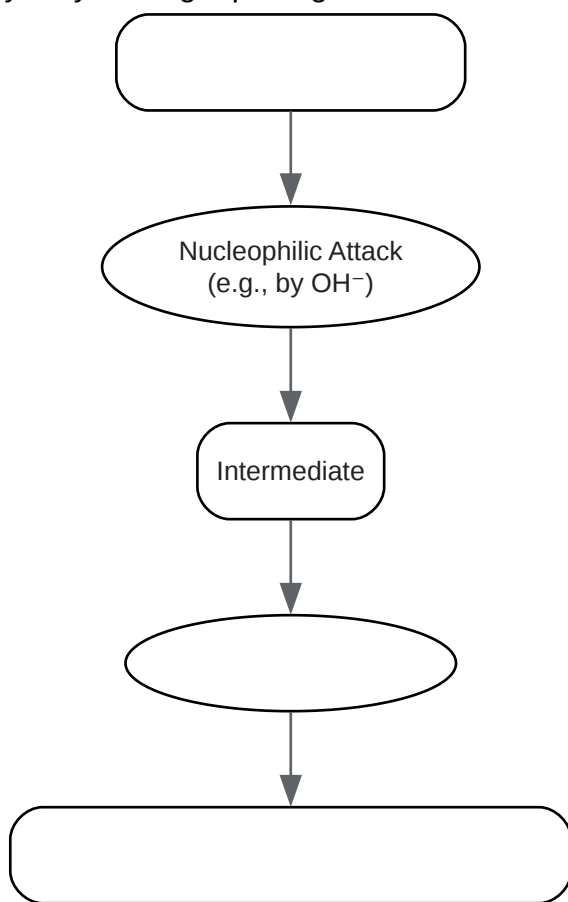 Nucleophilic Attack
(e.g., by OH⁻)
Intermediate